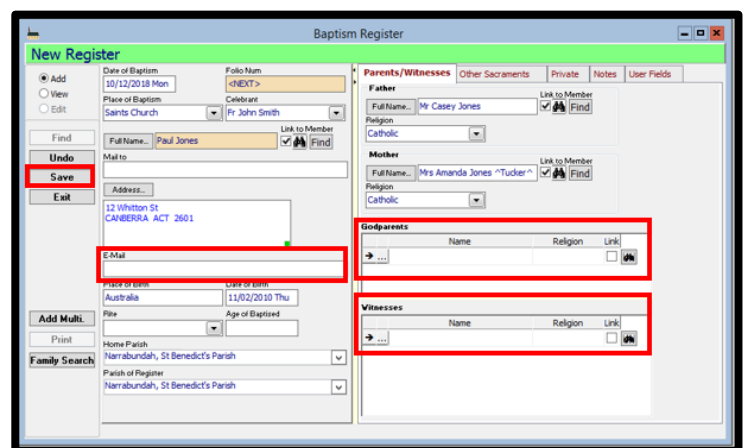 Baptism Register
New Register
Add
View
Edit
Find
Undo
Save
Exit
Add Multi.
Print
Family Search
Date of Baptism Folio Num
10/12/2018 Mon <NEXT>
Place of Baptism Celebrant
Saints Church Fr John Smith
Link to Member
Full Name... Paul Jones Find
Mail to
Address...
12 Whitton St
CANBERRA ACT 2601
E-Mail
Place of Birth Date of Birth
Australia 11/02/2010 Thu
Rite Age of Baptised
Home Parish
Narrabundah, St Benedict's Parish
Parish of Register
Narrabundah, St Benedict's Parish
Parents/Witnesses Other Sacraments Private Notes User Fields
Father
Link to Member
Full Name... Mr Casey Jones Find
Religion
Catholic
Mother
Link to Member
Full Name... Mrs Amanda Jones ^Tucker^ Find
Religion
Catholic
Godparents
Name Religion Link
...
Witnesses
Name Religion Link
...